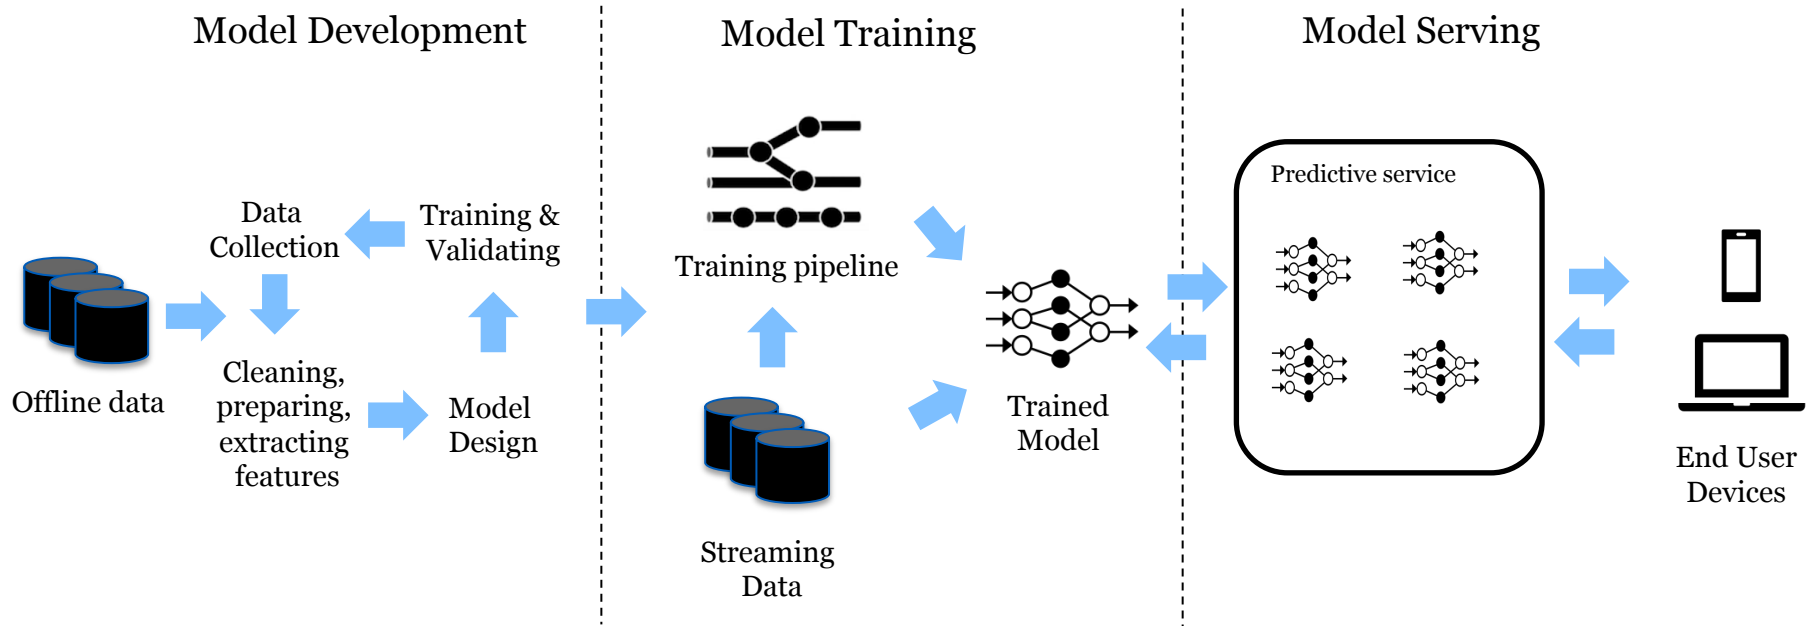 Model Development
Model Training
Model Serving
Data
Collection
Training &
Validating
Offline data
Cleaning,
preparing,
extracting
features
Model
Design
Training pipeline
Streaming
Data
Trained
Model
Predictive service
End User
Devices